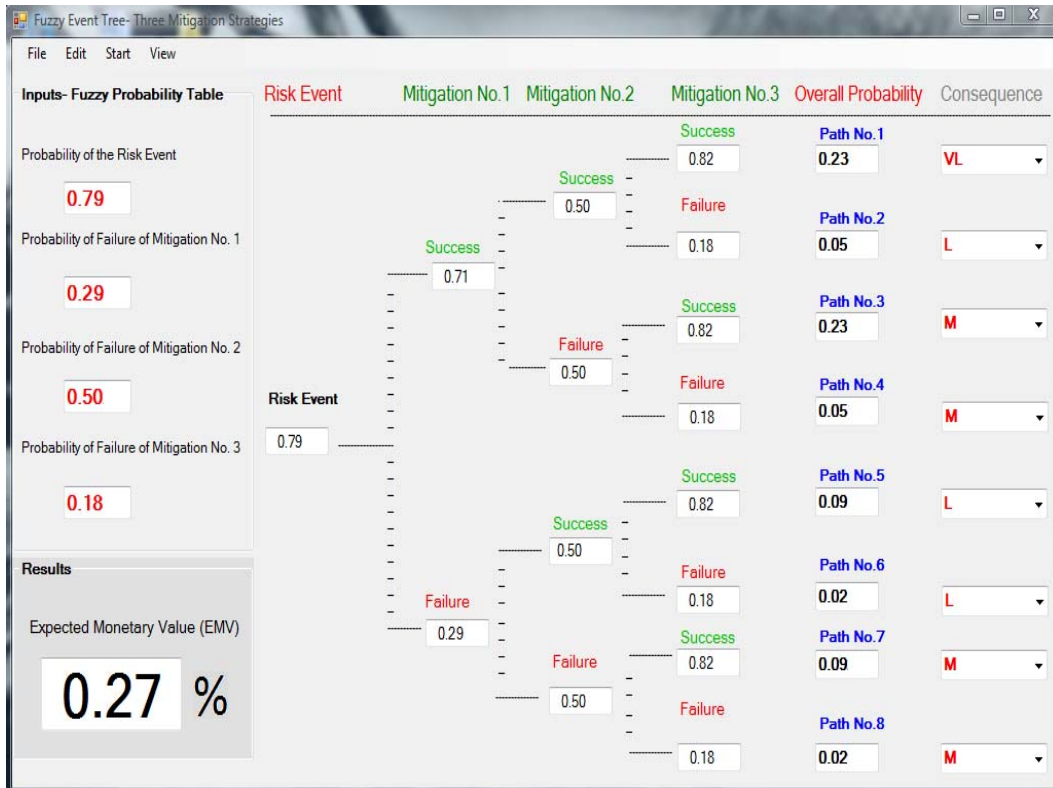 Fuzzy Event Tree- Three Mitigation Strategies
File Edit Start View
Inputs- Fuzzy Probability Table
Probability of the Risk Event
0.79
Probability of Failure of Mitigation No. 1
0.29
Probability of Failure of Mitigation No. 2
0.50
Probability of Failure of Mitigation No. 3
0.18
Results
Expected Monetary Value (EMV)
0.27 %
Risk Event Mitigation No.1 Mitigation No.2 Mitigation No.3 Overall Probability Consequence
Success Path No.1
0.82 0.23 VL
Success
0.50
Failure
Path No.2
0.18 0.05 L
Success
0.71
Success Path No.3
0.82 0.23 M
Failure
0.50
Failure Path No.4
0.18 0.05 M
Risk Event
0.79
Success Path No.5
0.82 0.09 L
Success
0.50
Failure Path No.6
0.18 0.02 L
Failure
0.29
Success Path No.7
0.82 0.09 M
Failure
0.50
Failure
Path No.8
0.18 0.02 M